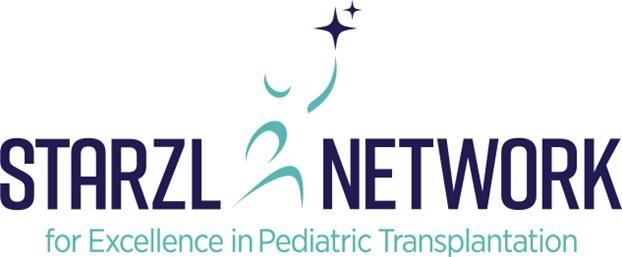 STARZL NETWORK
for Excellence in Pediatric Transplantation